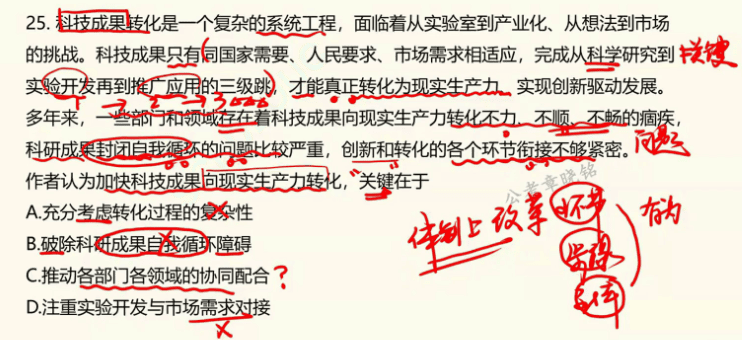 25. 科技成果转化是一个复杂的系统工程，面临着从实验室到产业化、从想法到市场
的挑战。科技成果只有同国家需要、人民要求、市场需求相适应，完成从科学研究到 关键
实验开发再到推广应用的三级跳，才能真正转化为现实生产力、实现创新驱动发展。
1 → 2 → 3
多年来，一些部门和领域存在着科技成果向现实生产力转化不力、不顺、不畅的痼疾，
科研成果封闭自我循环的问题比较严重，创新和转化的各个环节衔接不够紧密。 问题
作者认为加快科技成果向现实生产力转化，“关键”在于
公考章晓铭
A.充分考虑转化过程的复杂性
B.破除科研成果自我循环障碍
C.推动各部门各领域的协同配合？
D.注重实验开发与市场需求对接
体制上 改革 环节